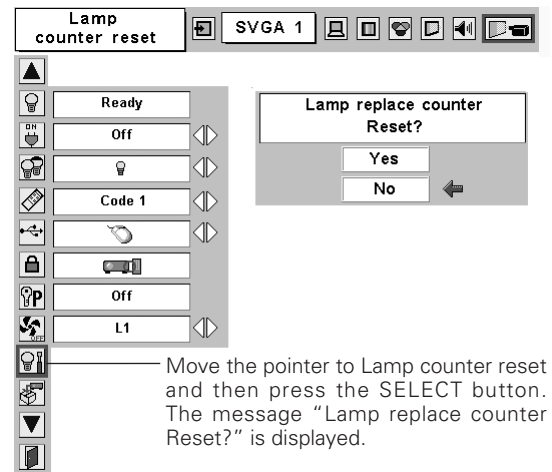 Lamp
counter reset
SVGA 1
Ready
ON
Off
Code 1
P
Off
OFF
L1
Lamp replace counter
Reset?
Yes
No
Move the pointer to Lamp counter reset
and then press the SELECT button.
The message “Lamp replace counter
Reset?” is displayed.